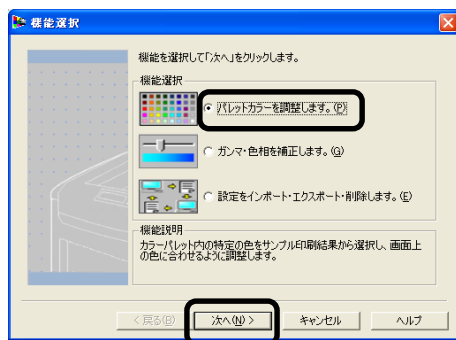 機能選択
機能を選択して「次へ」をクリックします。
機能選択
パレットカラーを調整します。(P)
ガンマ・色相を補正します。(G)
設定をインポート・エクスポート・削除します。(E)
機能説明
カラーパレット内の特定の色をサンプル印刷結果から選択し、画面上
の色に合わせるように調整します。
< 戻る(B)
次へ(N) >
キャンセル
ヘルプ